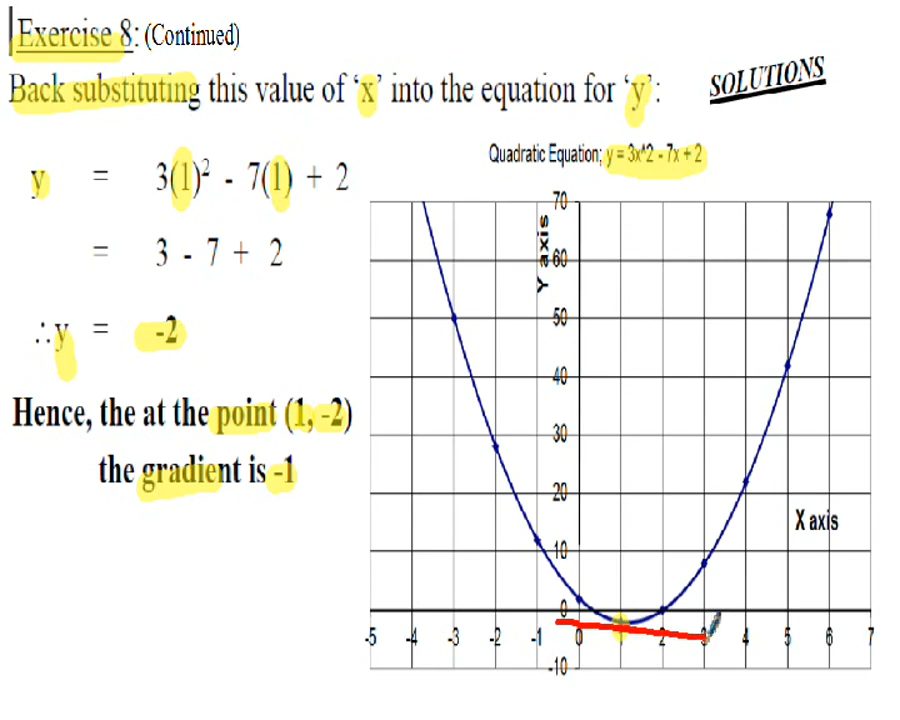 Exercise 8: (Continued)
Back substituting this value of ‘x’ into the equation for ‘y’:
SOLUTIONS
y = 3(1)² - 7(1) + 2
= 3 - 7 + 2
∴y = -2
Hence, the at the point (1, -2)
the gradient is -1
Quadratic Equation; y = 3x^2 - 7x + 2
Y axis
70
60
50
40
30
20
10
0
-10
X axis
-5 -4 -3 -2 -1 0 1 2 3 4 5 6 7